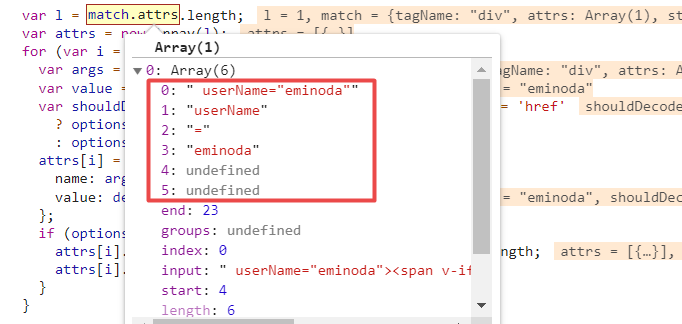 var l = match.attrs.length; l = 1, match = {tagName: "div", attrs: Array(1), st
var attrs = new Array(l); attrs = [{…}]
Array(1)
for (var i =
0: Array(6)
var args = agName: "div", attrs: A
0: " userName="eminoda""
var value = = "eminoda"
1: "userName"
var shouldD = 'href' shouldDecode
2: "="
? options
3: "eminoda"
: options
4: undefined
attrs[i] =
5: undefined
name: arg
value: de = "eminoda", shouldDec
end: 23
};
groups: undefined
if (options
index: 0
attrs[i]. ngth; attrs = [{…}],
input: " userName="eminoda"><span v-if
attrs[i].
start: 4
}
length: 6
}